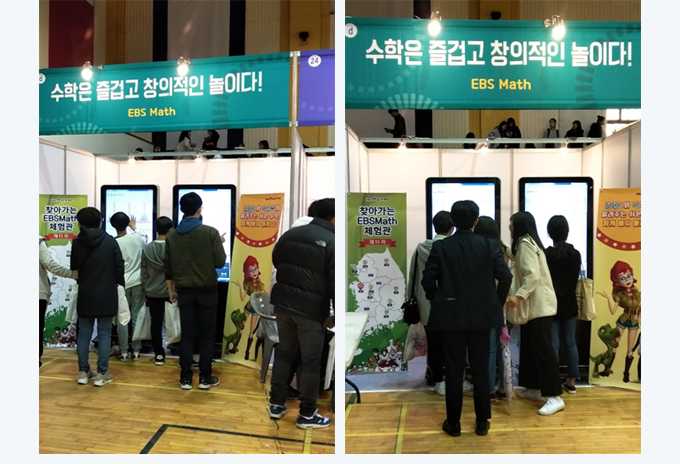 수학은 즐겁고 창의적인 놀이다!
EBS Math
24
찾아가는
EBSMath
체험관
수학은 즐겁고 창의적인 놀이다!
EBS Math
찾아가는
EBSMath
체험관